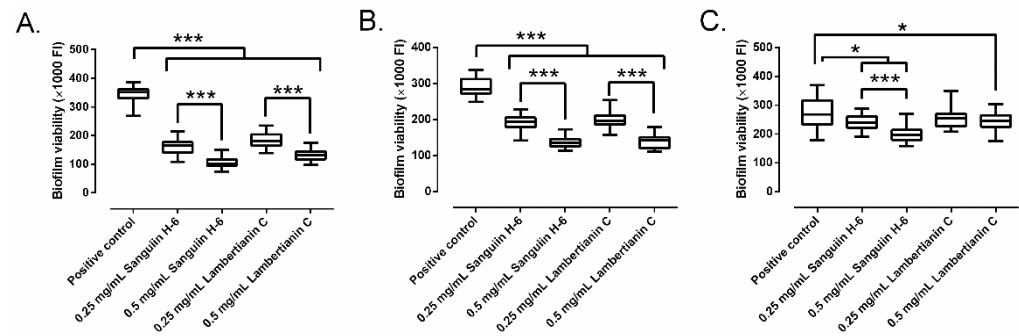 A.
Biofilm viability (×1000 FI)
500
400
300
200
100
0
***
***
***
Positive control
0.25 mg/mL Sanguiin H-6
0.5 mg/mL Sanguiin H-6
0.25 mg/mL Lambertianin C
0.5 mg/mL Lambertianin C
B.
Biofilm viability (×1000 FI)
400
300
200
100
0
***
***
***
Positive control
0.25 mg/mL Sanguiin H-6
0.5 mg/mL Sanguiin H-6
0.25 mg/mL Lambertianin C
0.5 mg/mL Lambertianin C
C.
Biofilm viability (×1000 FI)
500
400
300
200
100
0
*
*
***
Positive control
0.25 mg/mL Sanguiin H-6
0.5 mg/mL Sanguiin H-6
0.25 mg/mL Lambertianin C
0.5 mg/mL Lambertianin C